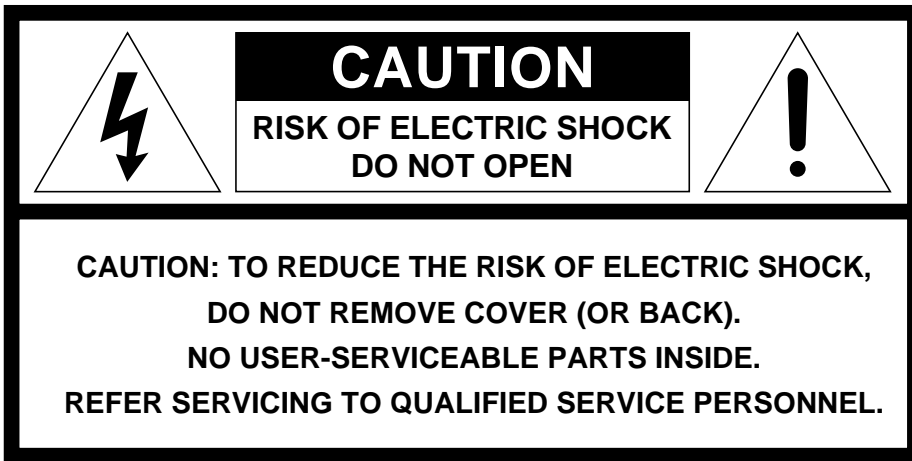 CAUTION
RISK OF ELECTRIC SHOCK
DO NOT OPEN
CAUTION: TO REDUCE THE RISK OF ELECTRIC SHOCK,
DO NOT REMOVE COVER (OR BACK).
NO USER-SERVICEABLE PARTS INSIDE.
REFER SERVICING TO QUALIFIED SERVICE PERSONNEL.